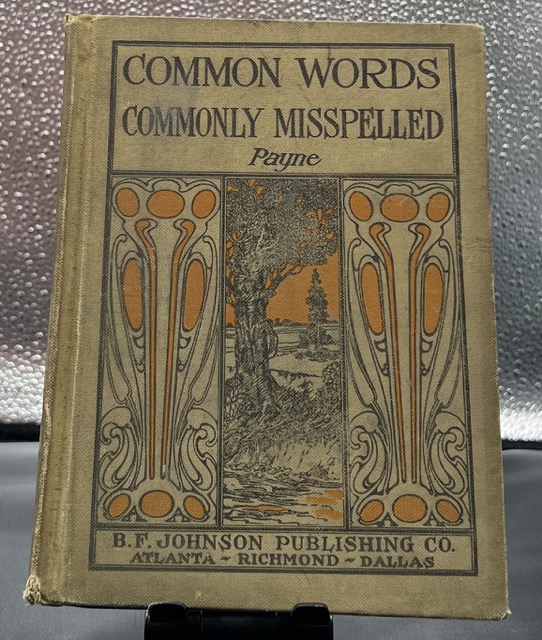 COMMON WORDS
COMMONLY MISSPELLED
Payne
B. F. JOHNSON PUBLISHING CO.
ATLANTA ~ RICHMOND ~ DALLAS